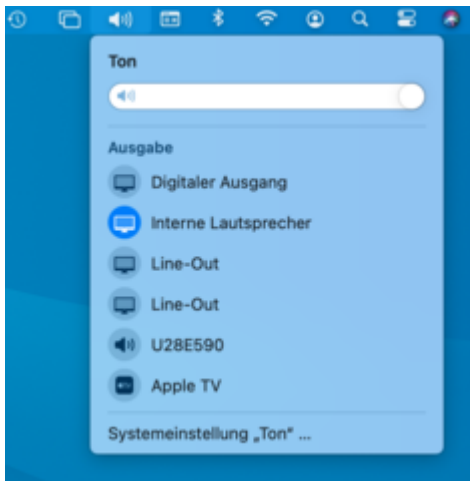 Ton
Ausgabe
Digitaler Ausgang
Interne Lautsprecher
Line-Out
Line-Out
U28E590
Apple TV
Systemeinstellung „Ton“ ...